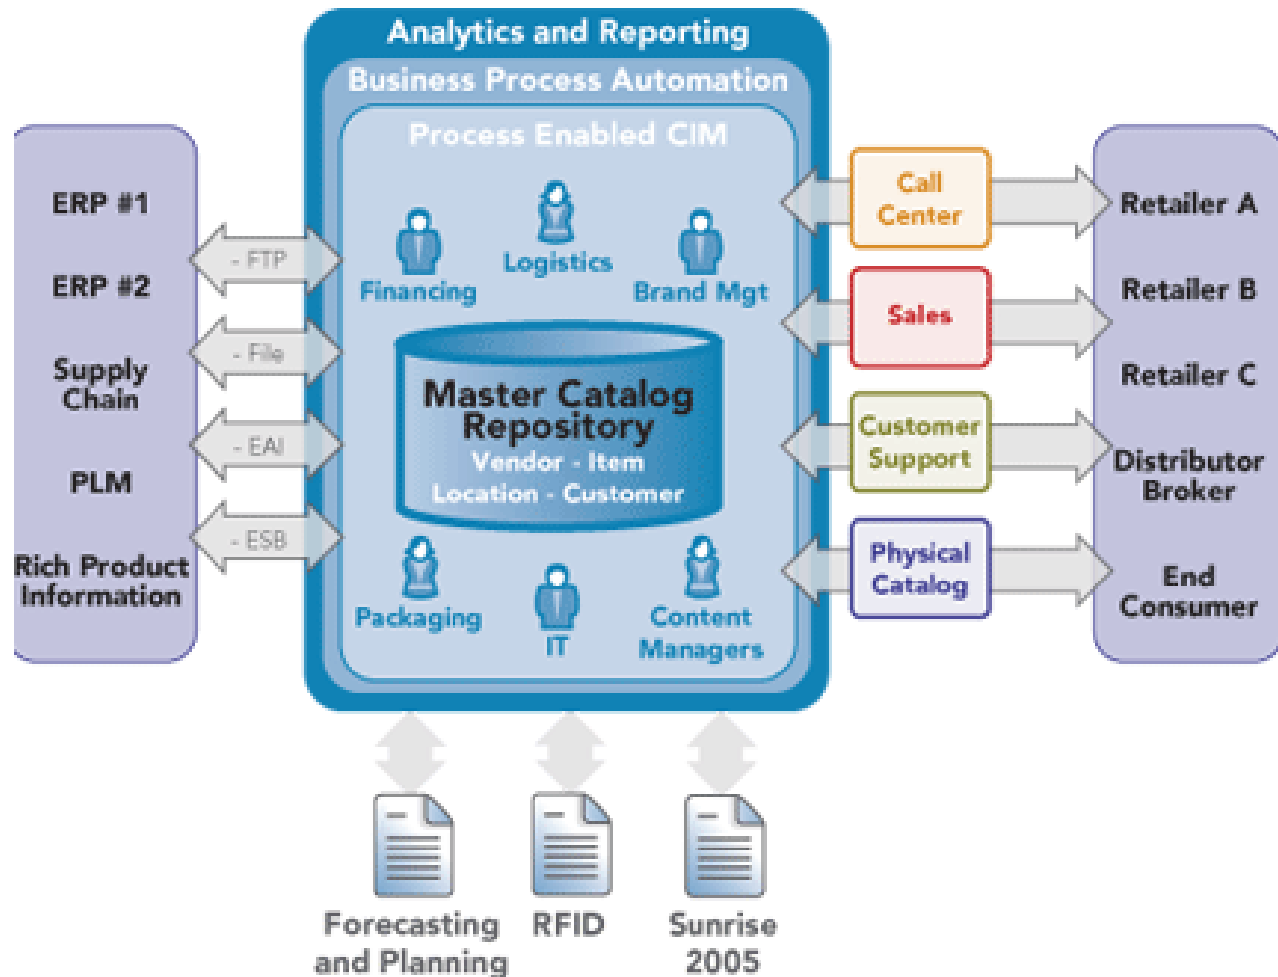 Analytics and Reporting
Business Process Automation
Process Enabled CIM
ERP #1
ERP #2
Supply
Chain
PLM
Rich Product
Information
- FTP
- File
- EAI
- ESB
Financing
Logistics
Brand Mgt
Master Catalog
Repository
Vendor - Item
Location - Customer
Packaging
IT
Content
Managers
Call
Center
Sales
Customer
Support
Physical
Catalog
Retailer A
Retailer B
Retailer C
Distributor
Broker
End
Consumer
Forecasting
and Planning
RFID
Sunrise
2005